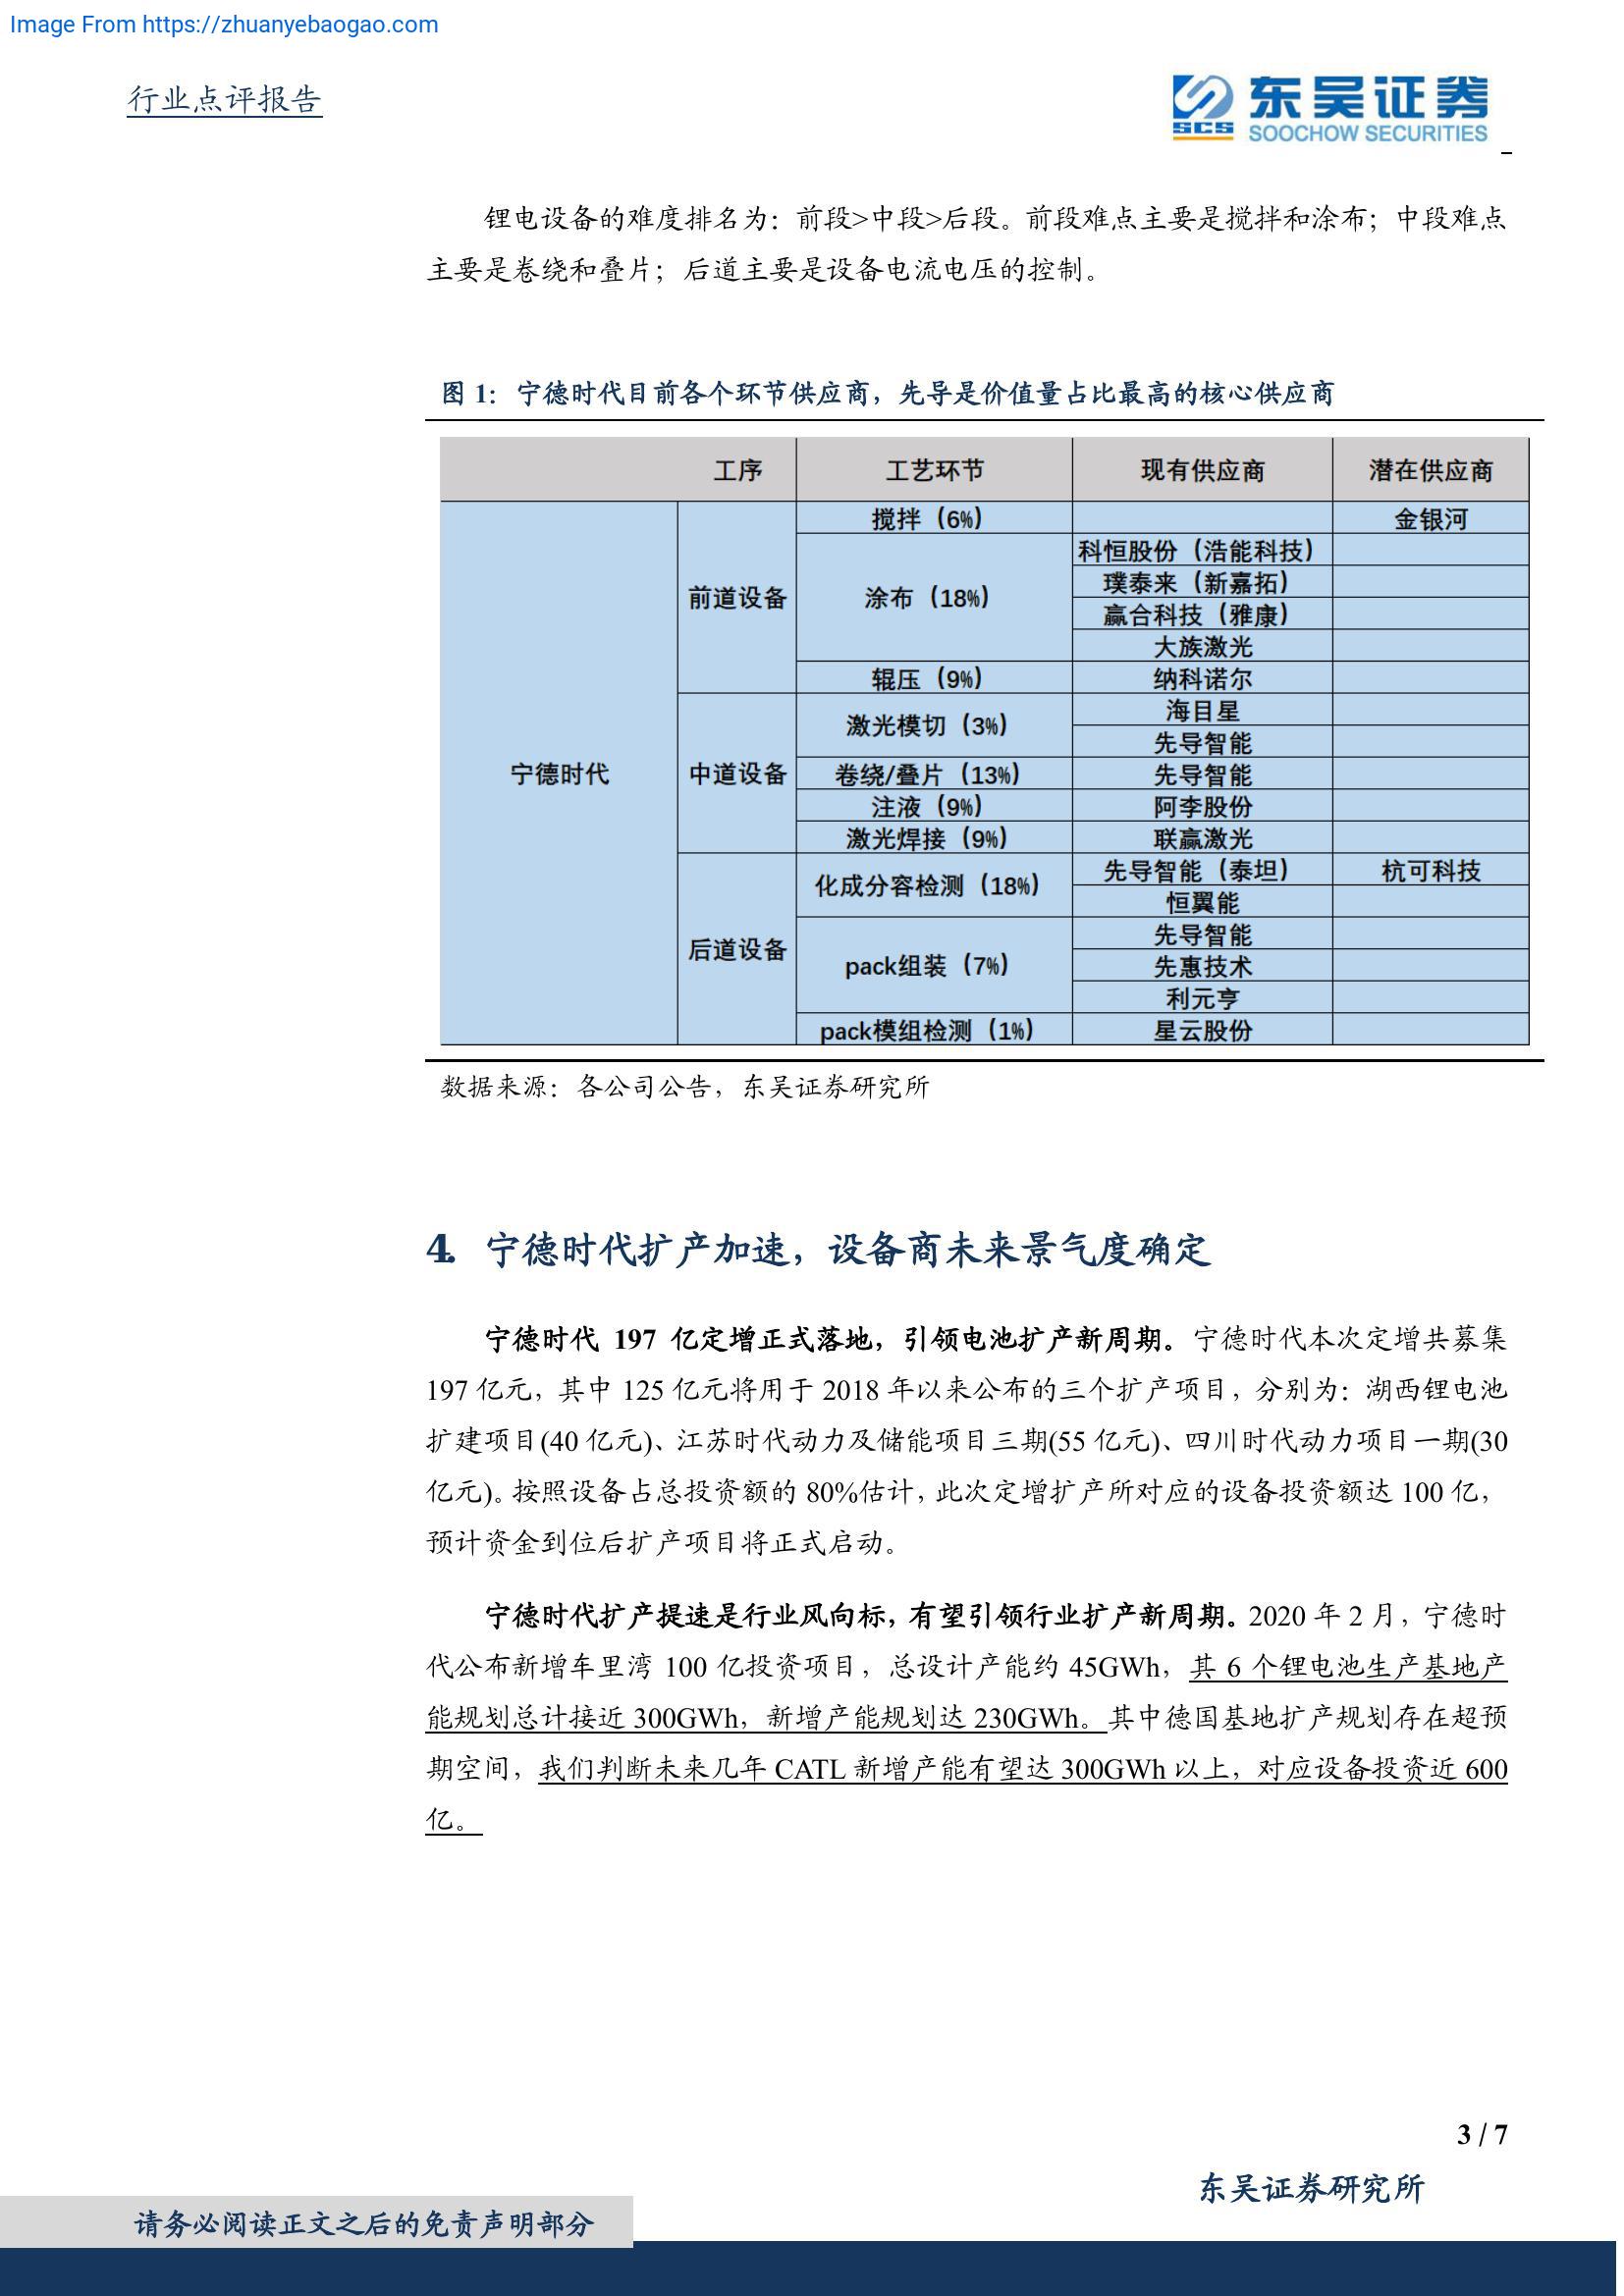 Image From https://zhuanyebaogao.com
行业点评报告
SCS
东吴证券
SOOCHOW SECURITIES
锂电设备的难度排名为：前段>中段>后段。前段难点主要是搅拌和涂布；中段难点
主要是卷绕和叠片；后道主要是设备电流电压的控制。
图 1：宁德时代目前各个环节供应商，先导是价值量占比最高的核心供应商
工序 工艺环节 现有供应商 潜在供应商
搅拌（6%） 金银河
科恒股份（浩能科技）
璞泰来（新嘉拓）
前道设备 涂布（18%）
赢合科技（雅康）
大族激光
辊压（9%） 纳科诺尔
海目星
激光模切（3%）
先导智能
宁德时代 中道设备 卷绕/叠片（13%） 先导智能
注液（9%） 阿李股份
激光焊接（9%） 联赢激光
先导智能（泰坦） 杭可科技
化成分容检测（18%）
恒翼能
先导智能
后道设备
pack组装（7%） 先惠技术
利元亨
pack模组检测（1%） 星云股份
数据来源：各公司公告，东吴证券研究所
4. 宁德时代扩产加速，设备商未来景气度确定
宁德时代 197 亿定增正式落地，引领电池扩产新周期。宁德时代本次定增共募集
197 亿元，其中 125 亿元将用于 2018 年以来公布的三个扩产项目，分别为：湖西锂电池
扩建项目(40 亿元)、江苏时代动力及储能项目三期(55 亿元)、四川时代动力项目一期(30
亿元)。按照设备占总投资额的 80%估计，此次定增扩产所对应的设备投资额达 100 亿，
预计资金到位后扩产项目将正式启动。
宁德时代扩产提速是行业风向标，有望引领行业扩产新周期。2020 年 2 月，宁德时
代公布新增车里湾 100 亿投资项目，总设计产能约 45GWh，其 6 个锂电池生产基地产
能规划总计接近 300GWh，新增产能规划达 230GWh。其中德国基地扩产规划存在超预
期空间，我们判断未来几年 CATL 新增产能有望达 300GWh 以上，对应设备投资近 600
亿。
3 / 7
东吴证券研究所
请务必阅读正文之后的免责声明部分